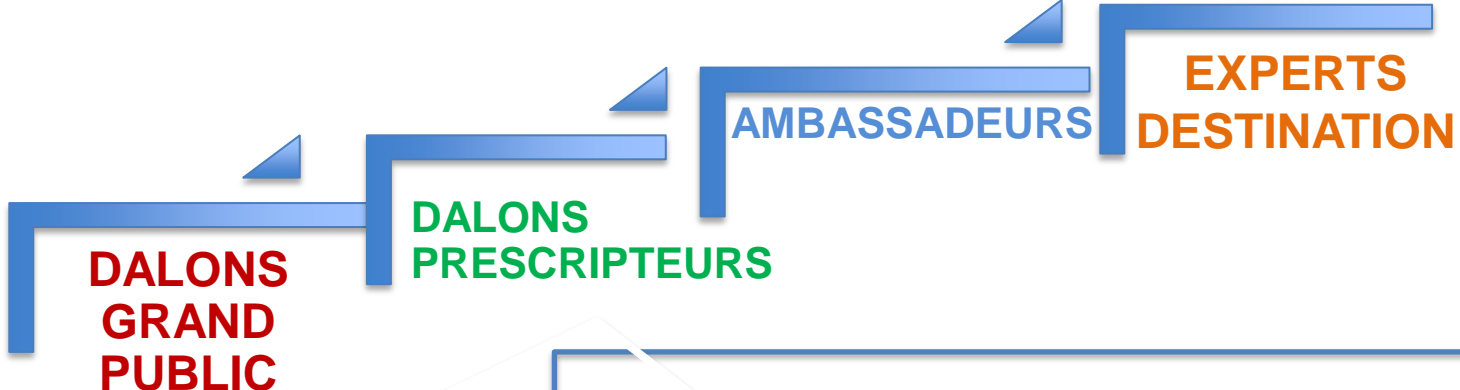 DALONS
GRAND
PUBLIC
DALONS
PRESCRIPTEURS
AMBASSADEURS
EXPERTS
DESTINATION